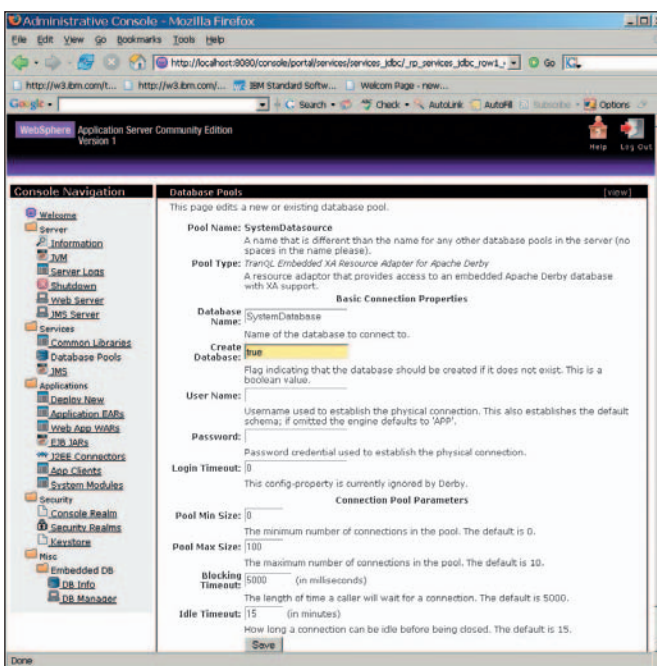 Administrative Console - Mozilla Firefox
File Edit View Go Bookmarks Tools Help
http://localhost:8080/console/portal/services/services_jdbc/_rp_services_jdbc_row1_ Go
http://w3.ibm.com/t... http://w3.ibm.com/... IBM Standard Softw... Welcom Page - new...
Google Search Check AutoLink AutoFill Subscribe Options
WebSphere Application Server Community Edition
Version 1
Help Log Out
Console Navigation
Welcome
Server
Information
JVM
Server Logs
Shutdown
Web Server
JMS Server
Services
Common Libraries
Database Pools
JMS
Applications
Deploy New
Application EARs
Web App WARs
EJB JARs
J2EE Connectors
App Clients
System Modules
Security
Console Realm
Security Realms
Keystore
Misc
Embedded DB
DB Info
DB Manager
Database Pools [view]
This page edits a new or existing database pool.
Pool Name: SystemDatasource
A name that is different than the name for any other database pools in the server (no
spaces in the name please).
Pool Type: TranQL Embedded XA Resource Adapter for Apache Derby
A resource adaptor that provides access to an embedded Apache Derby database
with XA support.
Basic Connection Properties
Database
Name: SystemDatabase
Name of the database to connect to.
Create
Database: true
Flag indicating that the database should be created if it does not exist. This is a
boolean value.
User Name:
Username used to establish the physical connection. This also establishes the default
schema; if omitted the engine defaults to 'APP'.
Password:
Password credential used to establish the physical connection.
Login Timeout: 0
This config-property is currently ignored by Derby.
Connection Pool Parameters
Pool Min Size: 0
The minimum number of connections in the pool. The default is 0.
Pool Max Size: 100
The maximum number of connections in the pool. The default is 10.
Blocking
Timeout: 5000 (in milliseconds)
The length of time a caller will wait for a connection. The default is 5000.
Idle Timeout: 15 (in minutes)
How long a connection can be idle before being closed. The default is 15.
Save
Done